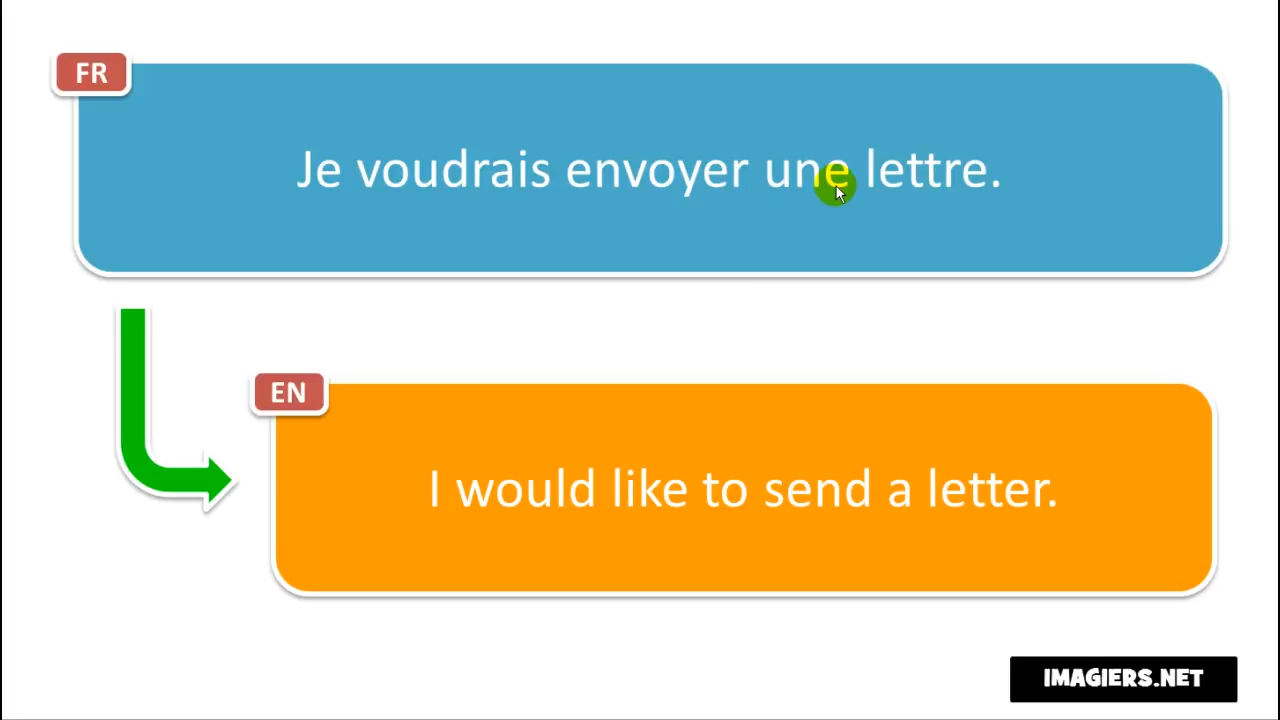 FR
Je voudrais envoyer une lettre.
EN
I would like to send a letter.
IMAGIERS.NET